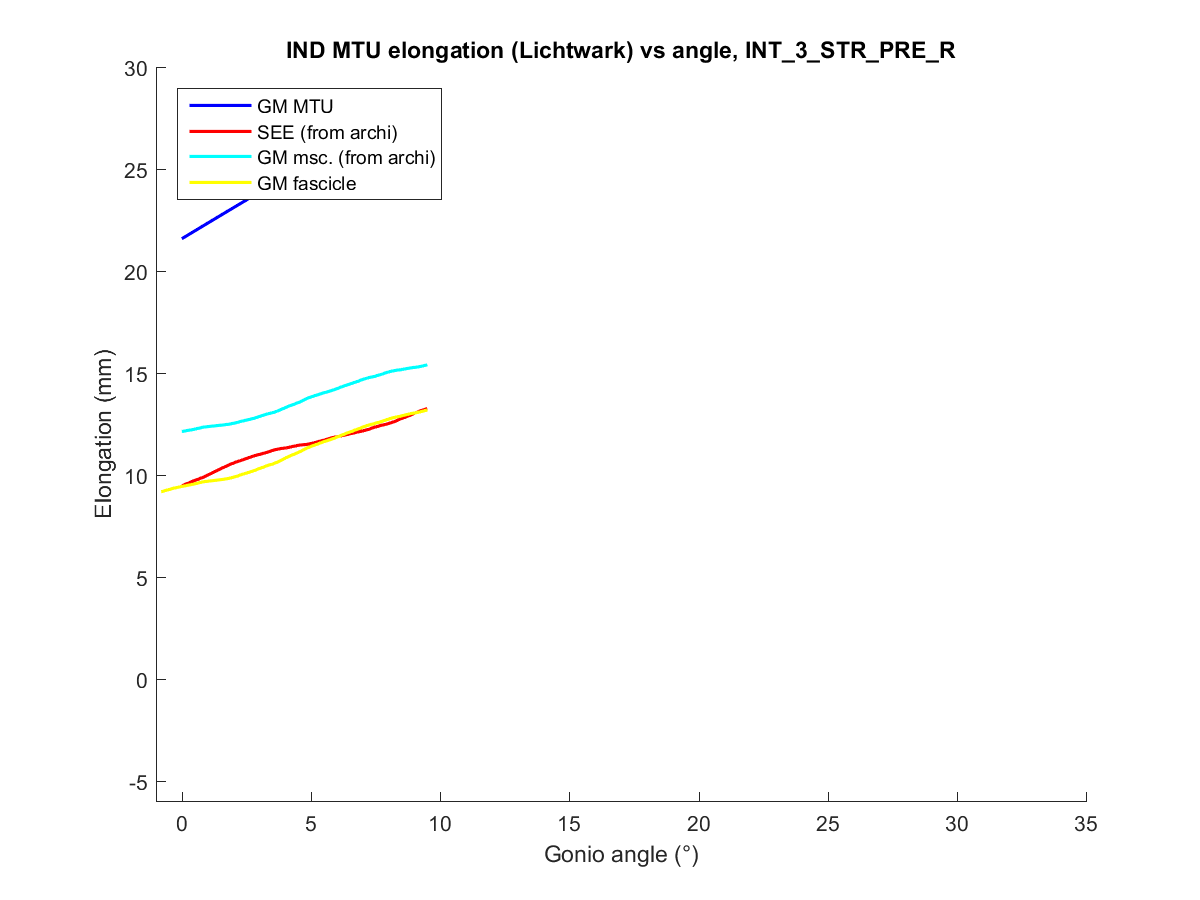 IND MTU elongation (Lichtwark) vs angle, INT_3_STR_PRE_R
30
25
20
15
10
5
0
-5
Elongation (mm)
GM MTU
SEE (from archi)
GM msc. (from archi)
GM fascicle
0 5 10 15 20 25 30 35
Gonio angle (°)